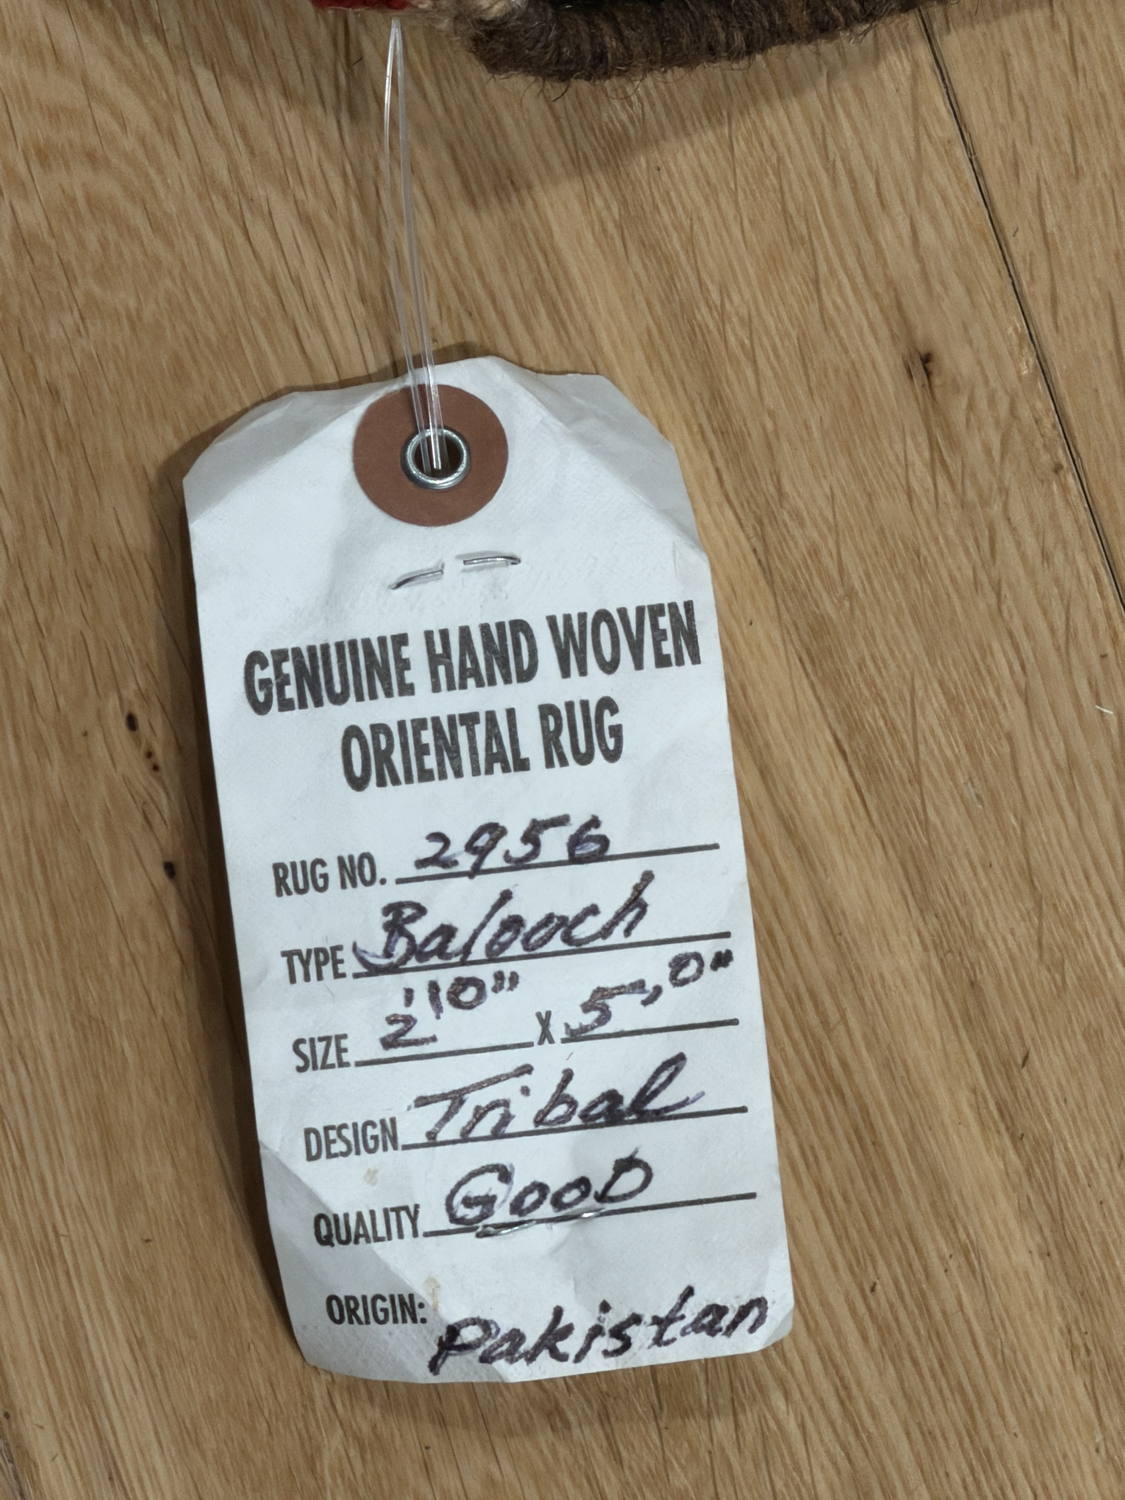 GENUINE HAND WOVEN
ORIENTAL RUG
RUG NO. 2956
TYPE Balooch
SIZE 2'10" X 5',0"
DESIGN Tribal
QUALITY GOOD
ORIGIN: Pakistan